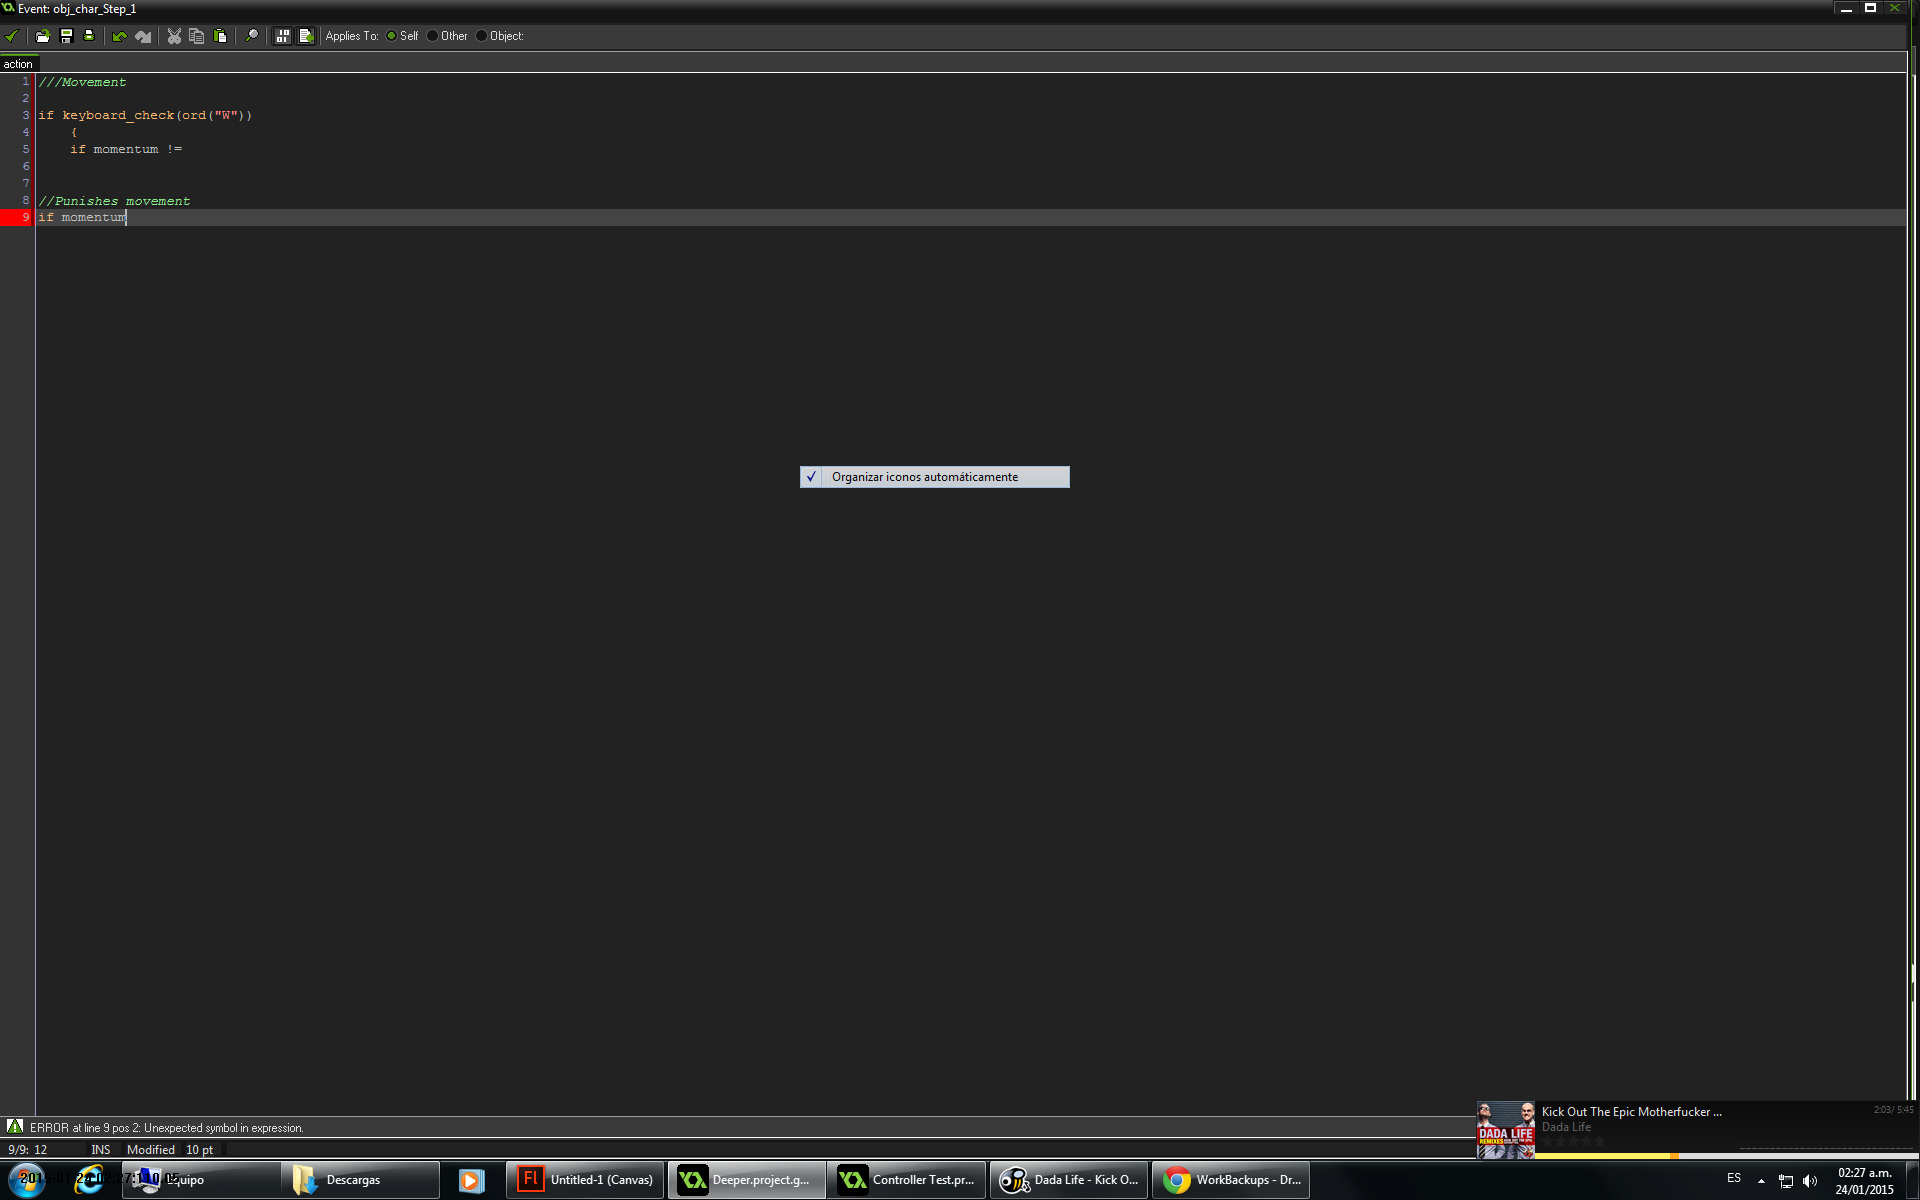 Event: obj_char_Step_1
Applies To: Self Other Object:
action
1 ///Movement
2
3 if keyboard_check(ord("W"))
4 {
5 if momentum !=
6
7
8 //Punishes movement
9 if momentum
✓ Organizar iconos automáticamente
ERROR at line 9 pos 2: Unexpected symbol in expression.
9/9: 12 INS Modified 10 pt
Kick Out The Epic Motherfucker ...
2:03/ 5:45
Dada Life
DADA LIFE
Equipo
Descargas
Fl Untitled-1 (Canvas)
Deeper.project.g...
Controller Test.pr...
Dada Life - Kick O...
WorkBackups - Dr...
ES
02:27 a.m.
24/01/2015